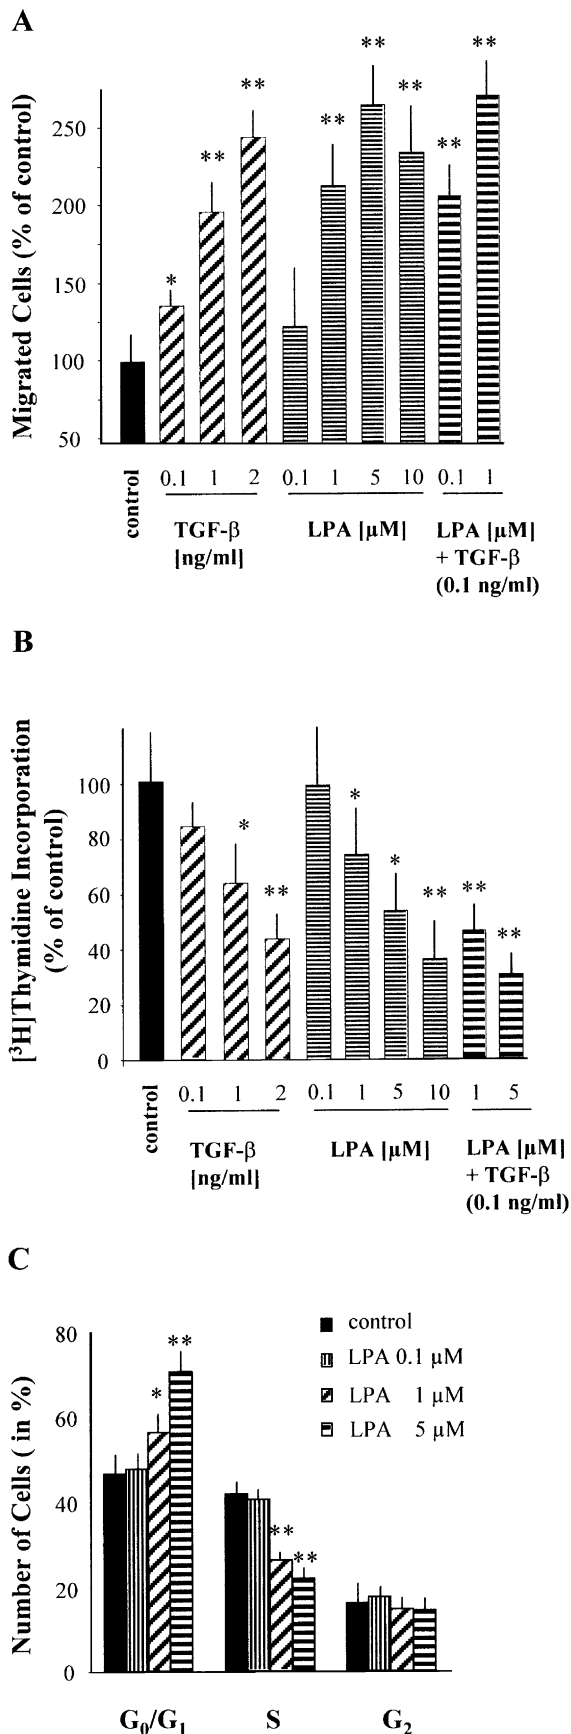 A
Migrated Cells (% of control)
250
200
150
100
50
*
**
**
**
**
**
**
**
control
0.1 1 2
0.1 1 5 10
0.1 1
TGF-β
[ng/ml]
LPA [µM]
LPA [µM]
+ TGF-β
(0.1 ng/ml)
B
[³H]Thymidine Incorporation
(% of control)
100
80
60
40
20
0
*
**
*
*
**
**
**
control
0.1 1 2
0.1 1 5 10
1 5
TGF-β
[ng/ml]
LPA [µM]
LPA [µM]
+ TGF-β
(0.1 ng/ml)
C
Number of Cells ( in %)
80
60
40
20
0
*
**
**
**
control
LPA 0.1 µM
LPA 1 µM
LPA 5 µM
G₀/G₁ S G₂